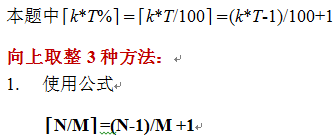 本题中⌈k*T%⌉=⌈k*T/100⌉=(k*T-1)/100+1
向上取整 3 种方法：
1. 使用公式
⌈N/M⌉=(N-1)/M +1